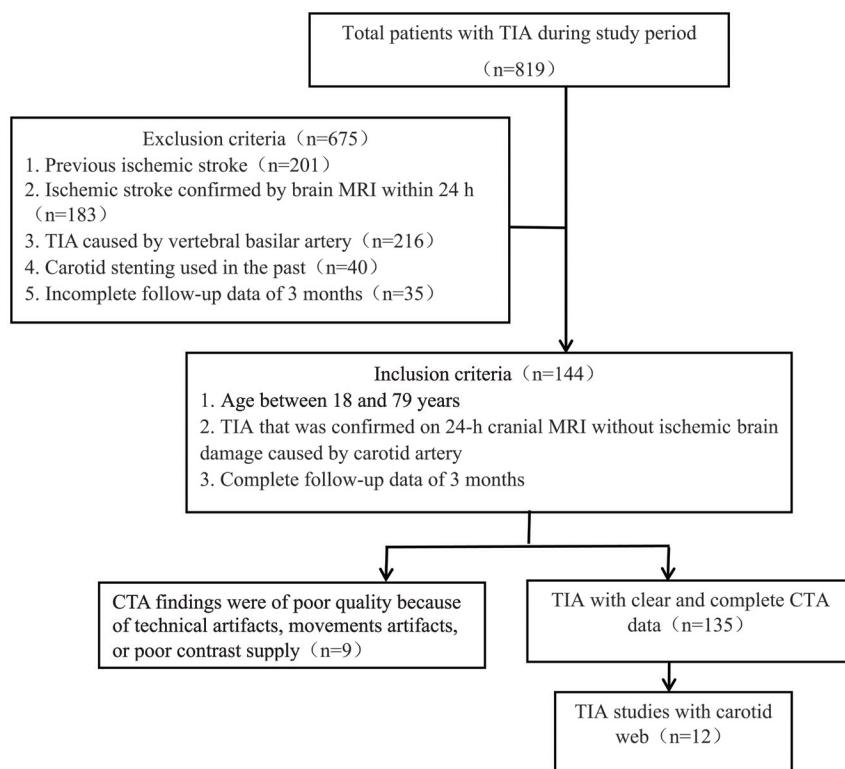 Total patients with TIA during study period
（n=819）
Exclusion criteria（n=675）
1. Previous ischemic stroke（n=201）
2. Ischemic stroke confirmed by brain MRI within 24 h
（n=183）
3. TIA caused by vertebral basilar artery（n=216）
4. Carotid stenting used in the past（n=40）
5. Incomplete follow-up data of 3 months（n=35）
Inclusion criteria（n=144）
1. Age between 18 and 79 years
2. TIA that was confirmed on 24-h cranial MRI without ischemic brain
damage caused by carotid artery
3. Complete follow-up data of 3 months
CTA findings were of poor quality because
of technical artifacts, movements artifacts,
or poor contrast supply（n=9）
TIA with clear and complete CTA
data（n=135）
TIA studies with carotid
web（n=12）